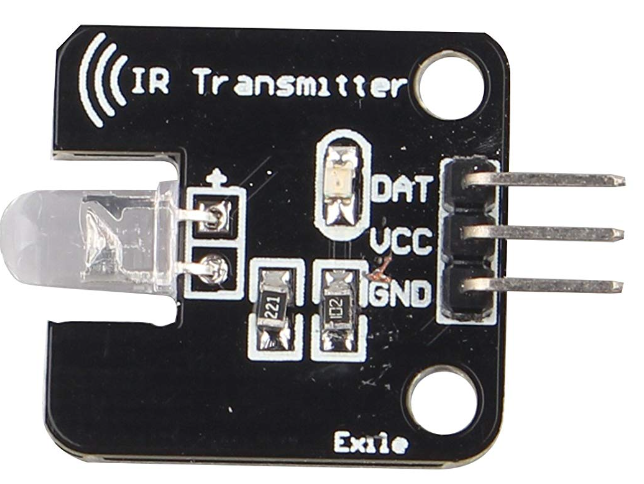 IR Transmitter
+
DAT
VCC
GND
221
102
Exile